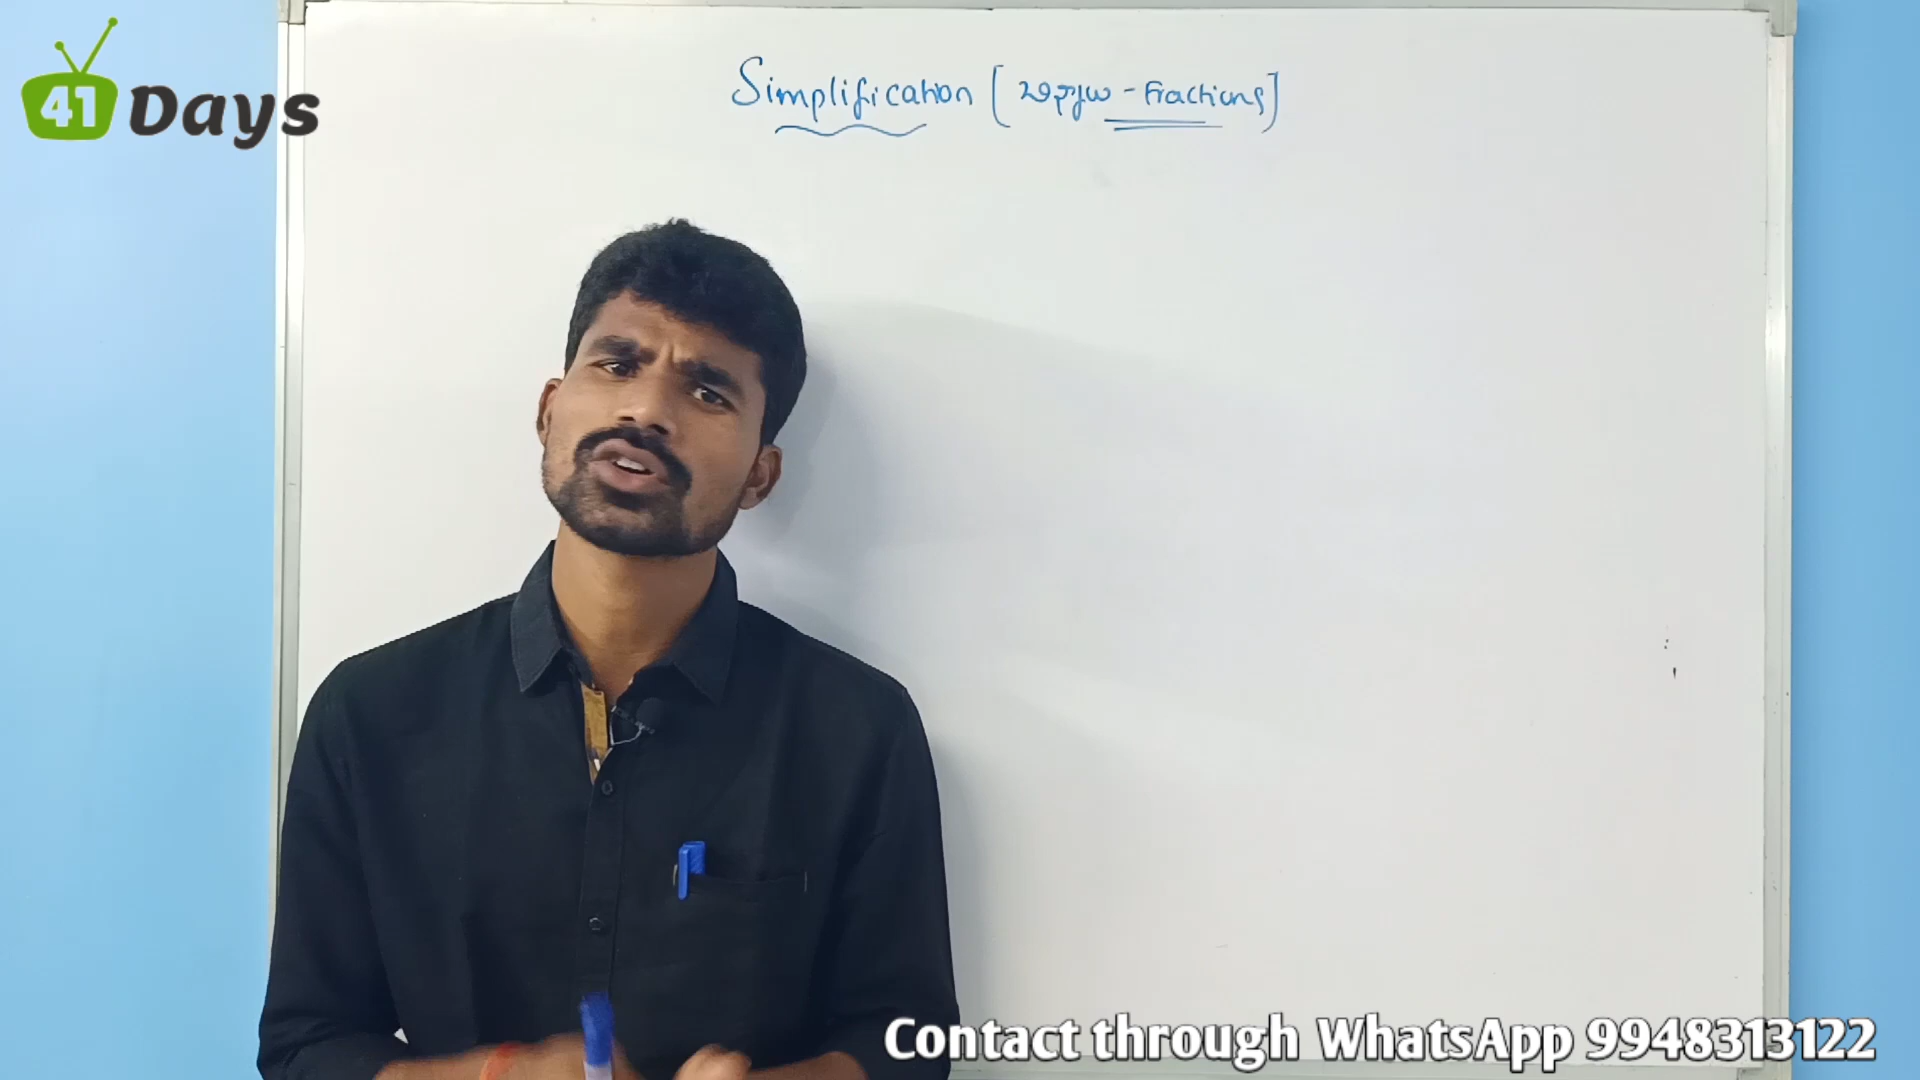 41 Days
Simplification [భిన్నాలు - Fractions]
Contact through WhatsApp 9948313122